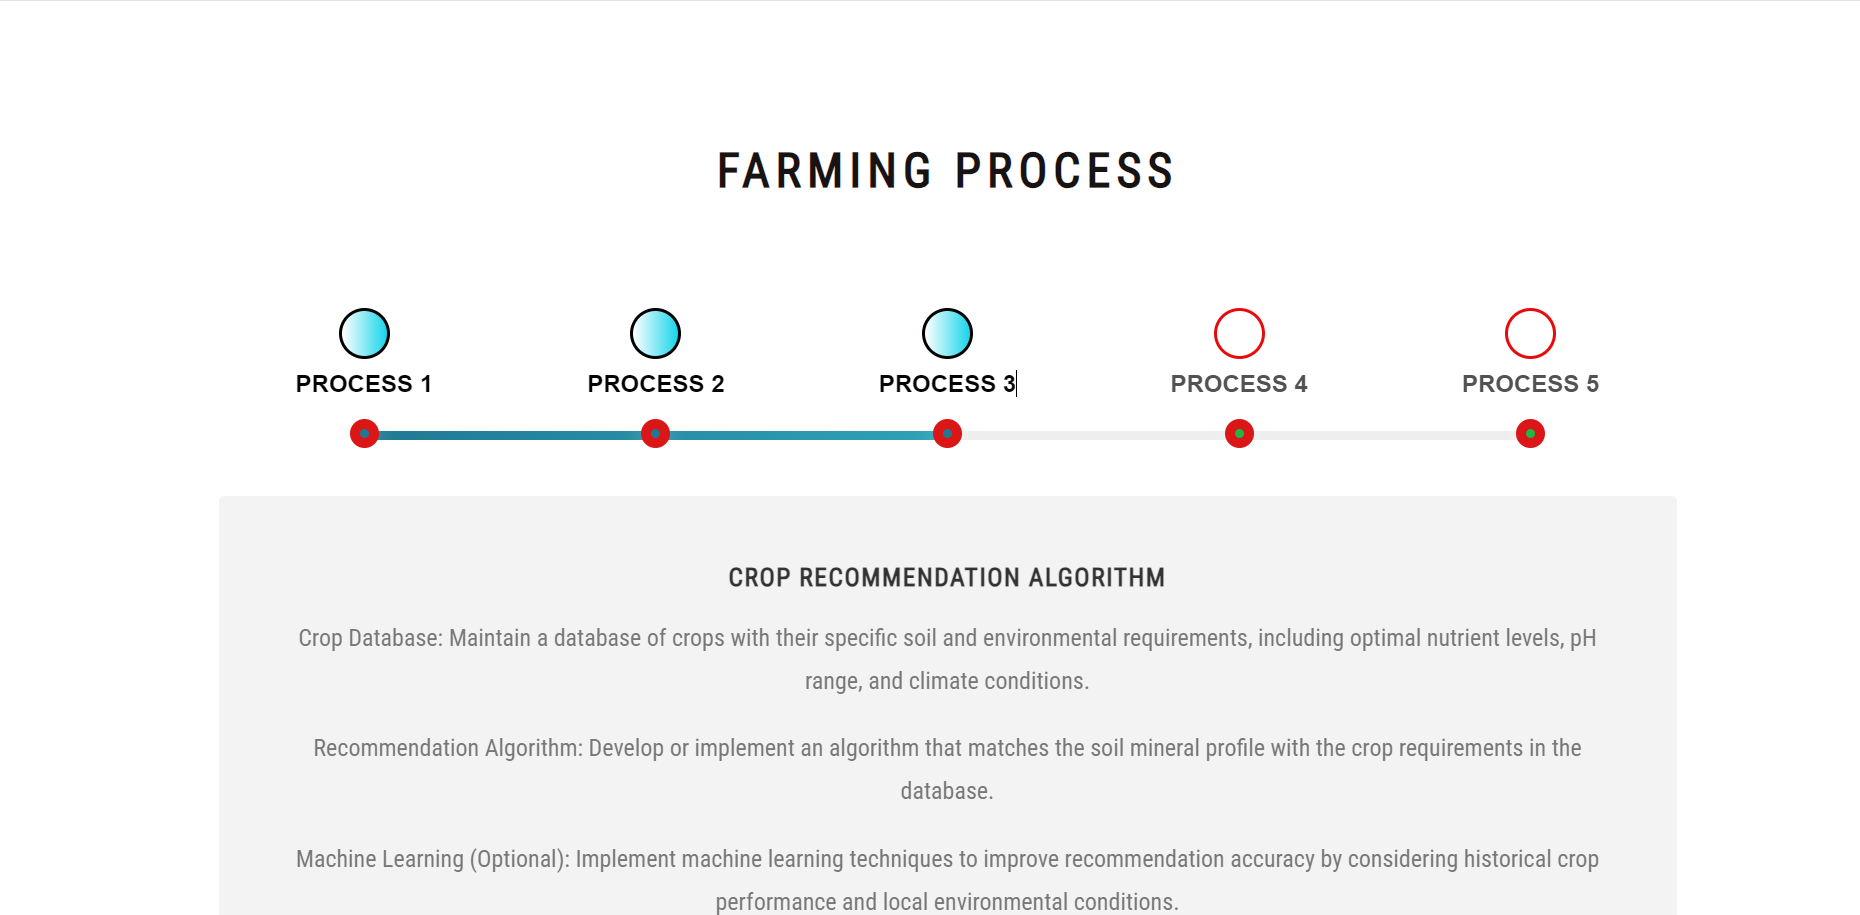 FARMING PROCESS
PROCESS 1
PROCESS 2
PROCESS 3
PROCESS 4
PROCESS 5
CROP RECOMMENDATION ALGORITHM
Crop Database: Maintain a database of crops with their specific soil and environmental requirements, including optimal nutrient levels, pH
range, and climate conditions.
Recommendation Algorithm: Develop or implement an algorithm that matches the soil mineral profile with the crop requirements in the
database.
Machine Learning (Optional): Implement machine learning techniques to improve recommendation accuracy by considering historical crop
performance and local environmental conditions.